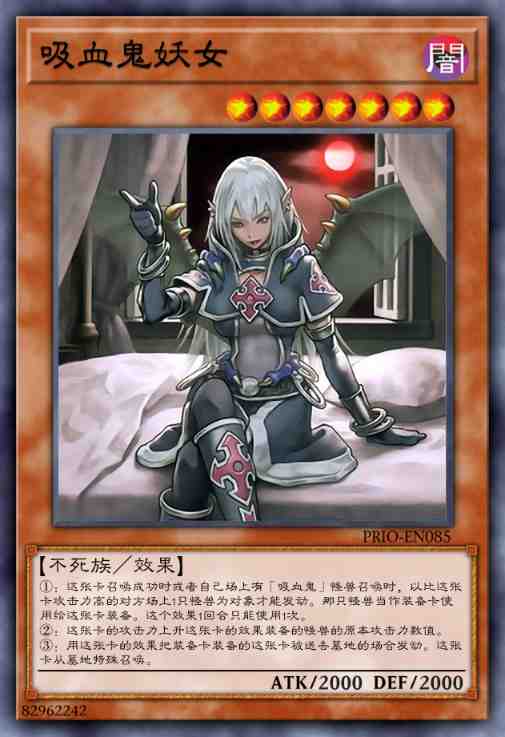 吸血鬼妖女
闇
PRIO-EN085
【不死族／效果】
①：这张卡召唤成功时或者自己场上有「吸血鬼」怪兽召唤时，以比这张
卡攻击力高的对方场上1只怪兽为对象才能发动。那只怪兽当作装备卡使
用给这张卡装备。这个效果1回合只能使用1次。
②：这张卡的攻击力上升这张卡的效果装备的怪兽的原本攻击力数值。
③：用这张卡的效果把装备卡装备的这张卡被送去墓地的场合发动。这张
卡从墓地特殊召唤。
ATK/2000 DEF/2000
82962242